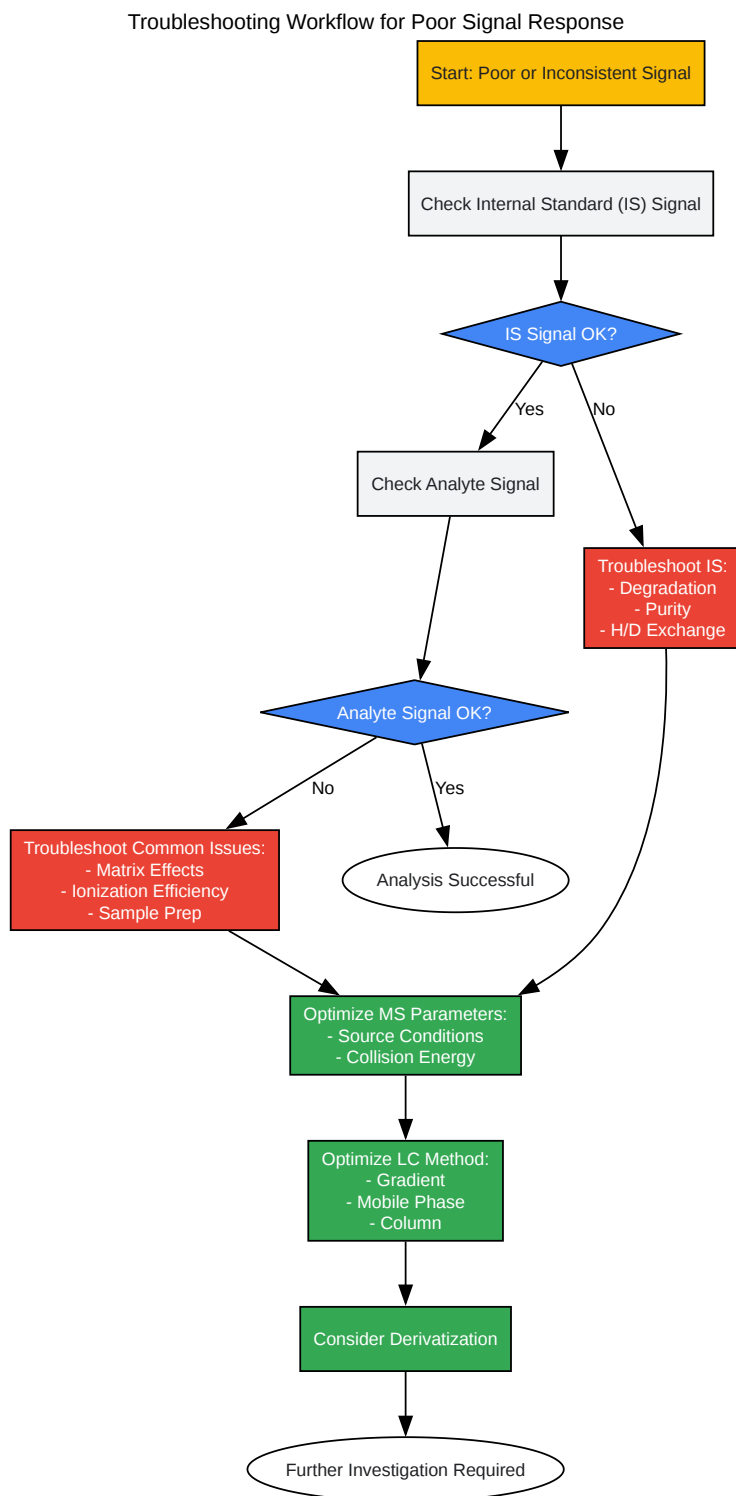 Troubleshooting Workflow for Poor Signal Response
Start: Poor or Inconsistent Signal
Check Internal Standard (IS) Signal
IS Signal OK?
Yes
No
Check Analyte Signal
Troubleshoot IS:
- Degradation
- Purity
- H/D Exchange
Analyte Signal OK?
No
Yes
Troubleshoot Common Issues:
- Matrix Effects
- Ionization Efficiency
- Sample Prep
Analysis Successful
Optimize MS Parameters:
- Source Conditions
- Collision Energy
Optimize LC Method:
- Gradient
- Mobile Phase
- Column
Consider Derivatization
Further Investigation Required